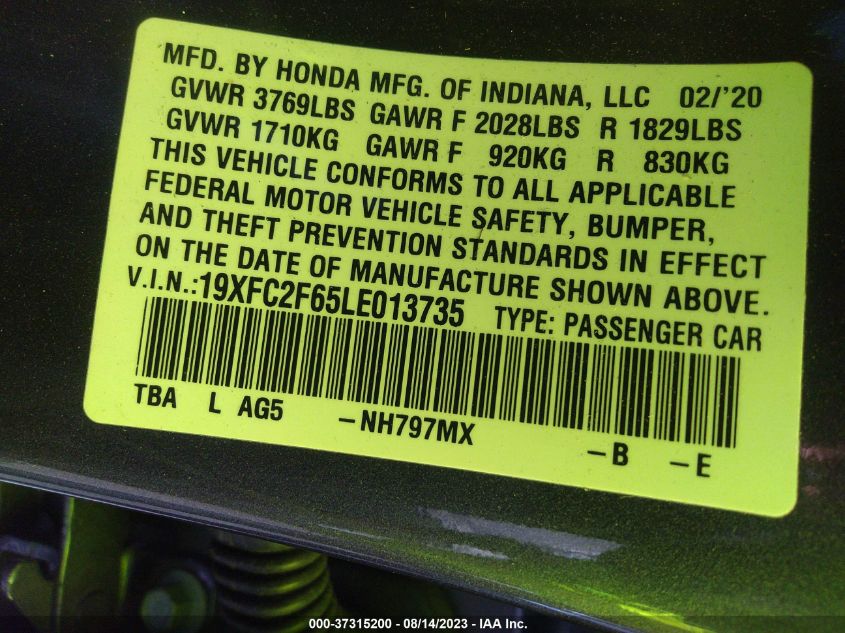 MFD. BY HONDA MFG. OF INDIANA, LLC 02/'20
GVWR 3769LBS GAWR F 2028LBS R 1829LBS
GVWR 1710KG GAWR F 920KG R 830KG
THIS VEHICLE CONFORMS TO ALL APPLICABLE
FEDERAL MOTOR VEHICLE SAFETY, BUMPER,
AND THEFT PREVENTION STANDARDS IN EFFECT
ON THE DATE OF MANUFACTURE SHOWN ABOVE.
V.I.N.:19XFC2F65LE013735 TYPE: PASSENGER CAR
TBA L AG5 –NH797MX –B –E
000-37315200 - 08/14/2023 - IAA Inc.